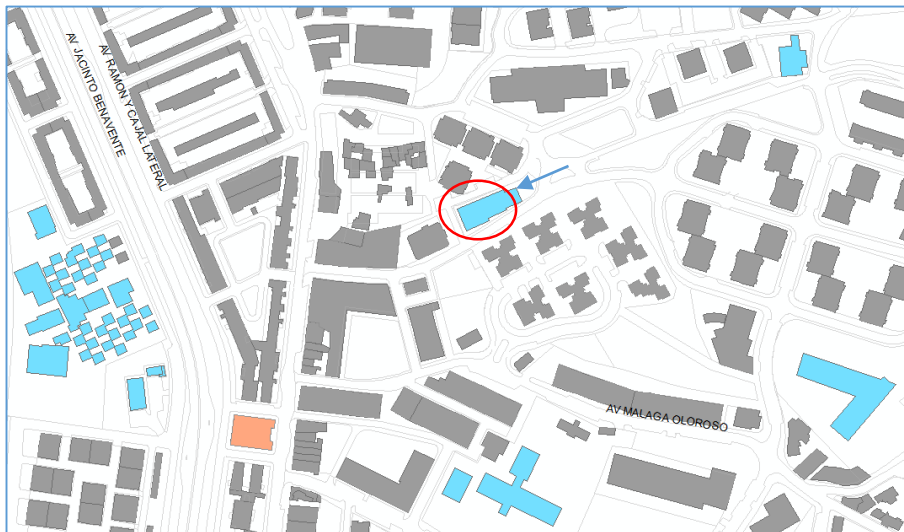 AV JACINTO BENAVENTE
AV RAMON Y CAJAL LATERAL
AV MALAGA OLOROSO